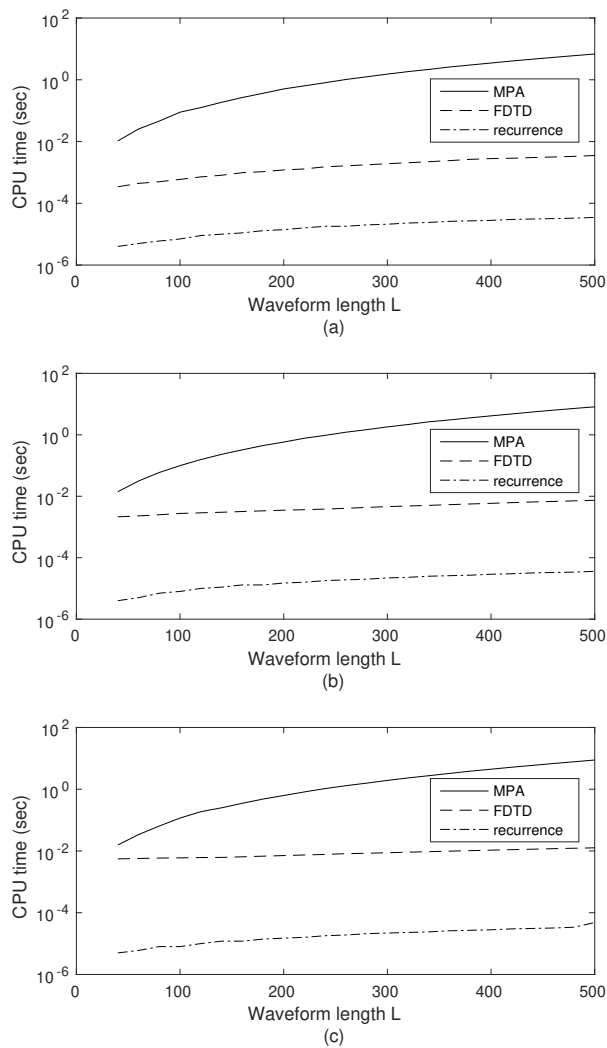 10^2
10^0
10^-2
10^-4
10^-6
CPU time (sec)
MPA
FDTD
recurrence
0 100 200 300 400 500
Waveform length L
(a)
10^2
10^0
10^-2
10^-4
10^-6
CPU time (sec)
MPA
FDTD
recurrence
0 100 200 300 400 500
Waveform length L
(b)
10^2
10^0
10^-2
10^-4
10^-6
CPU time (sec)
MPA
FDTD
recurrence
0 100 200 300 400 500
Waveform length L
(c)